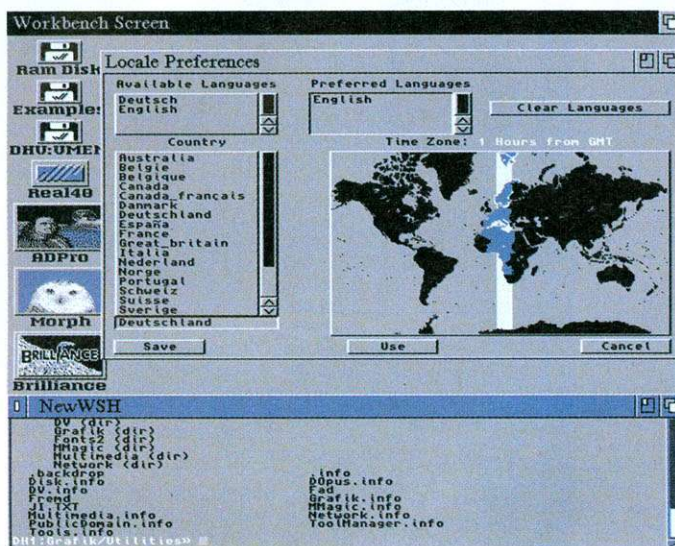 Workbench Screen
Ram Disk
Examples
DHU:UMEN
Real48
ADPro
Morph
BRILLIANCE
Brilliance
Locale Preferences
Available Languages
Deutsch
English
Preferred Languages
English
Clear Languages
Country
Australia
Belgie
Belgique
Canada
Canada_français
Danmark
Deutschland
España
France
Great_britain
Italia
Nederland
Norge
Portugal
Schweiz
Suisse
Sverige
Deutschland
Time Zone: 1 Hours from GMT
Save
Use
Cancel
NewWSH
DV (dir)
Grafik (dir)
Fonts2 (dir)
MMagic (dir)
Multimedia (dir)
Network (dir)
.backdrop .info
Disk.info DOpus.info
DV.info Fad
Fremd Grafik.info
JI.TXT MMagic.info
Multimedia.info Network.info
PublicDomain.info ToolManager.info
Tools.info
DH1:Grafik/Utilities>>